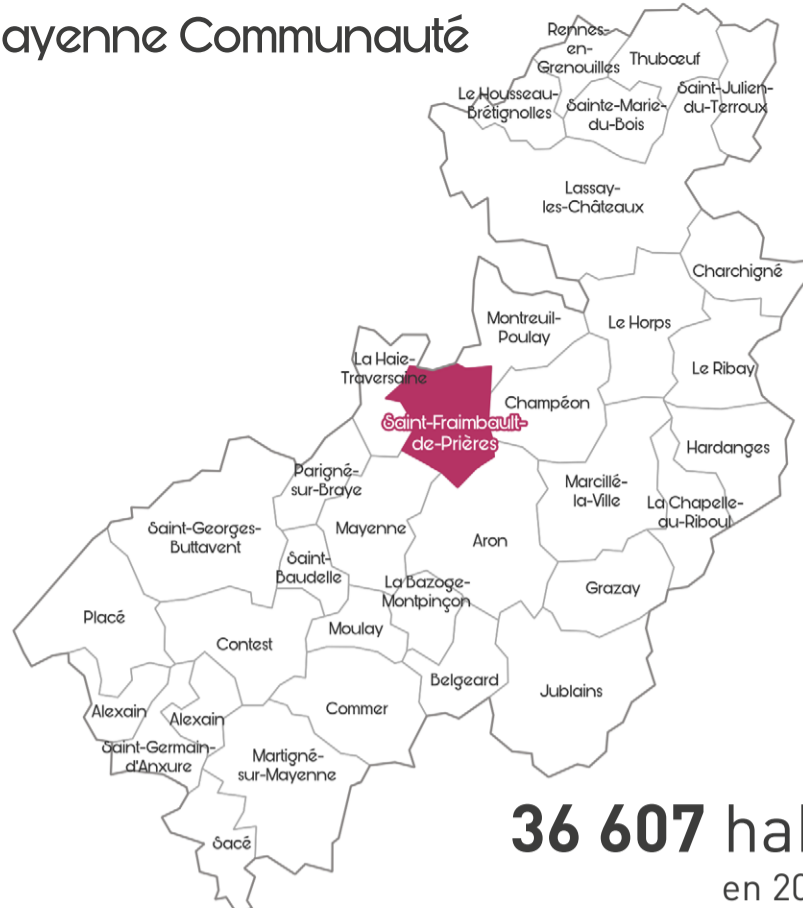 ayenne Communauté
Rennes-
en-
Grenouilles
Thubœuf
Le Housseau-
Brétignolles
Sainte-Marie-
du-Bois
Saint-Julien-
du-Terroux
Lassay-
les-Châteaux
Charchigné
Montreuil-
Poulay
Le Horps
La Haie-
Traversaine
Le Ribay
Champéon
Saint-Fraimbault-
de-Prières
Hardanges
Parigné-
sur-Braye
Marcillé-
la-Ville
La Chapelle-
au-Riboul
Saint-Georges-
Buttavent
Mayenne
Aron
Saint-
Baudelle
La Bazoge-
Montpinçon
Grazay
Placé
Contest
Moulay
Belgeard
Jublains
Alexain
Alexain
Commer
Saint-Germain-
d'Anxure
Martigné-
sur-Mayenne
Sacé
36 607 hal
en 20